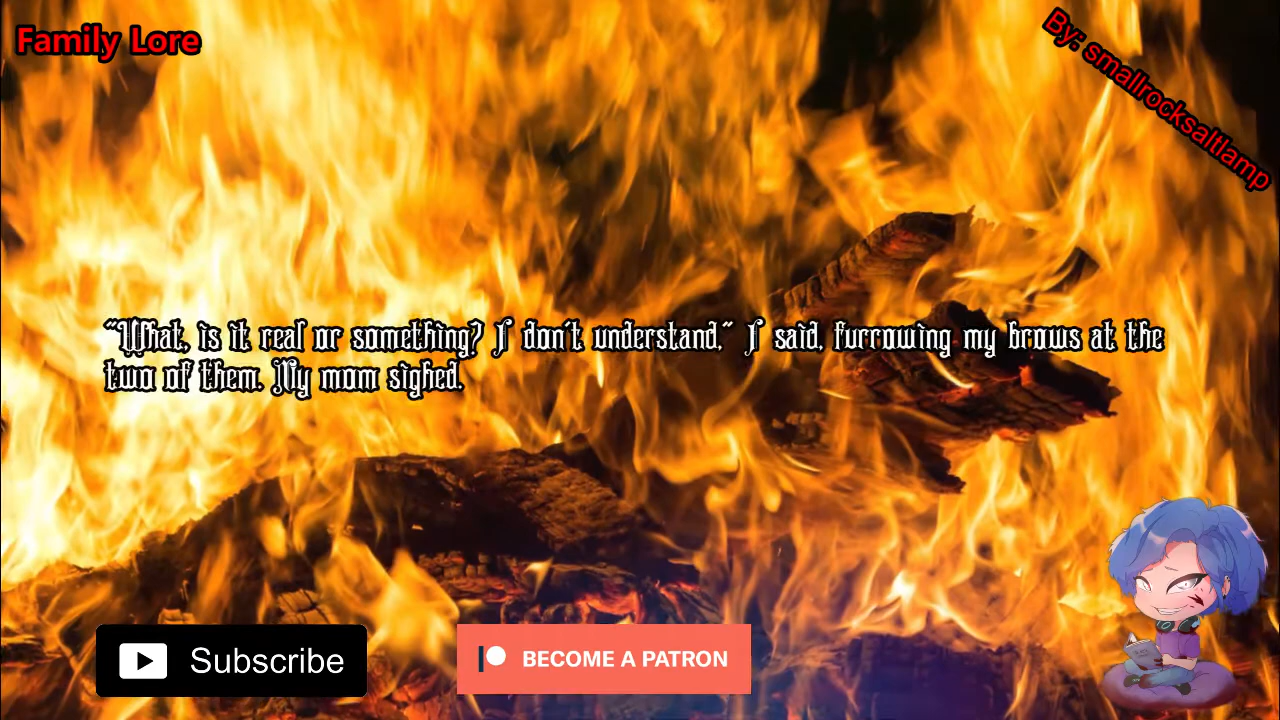 Family Lore
By: smallrocksaltlamp
"What, is it real or something? I don't understand," I said, furrowing my brows at the
two of them. My mom sighed.
Subscribe
BECOME A PATRON